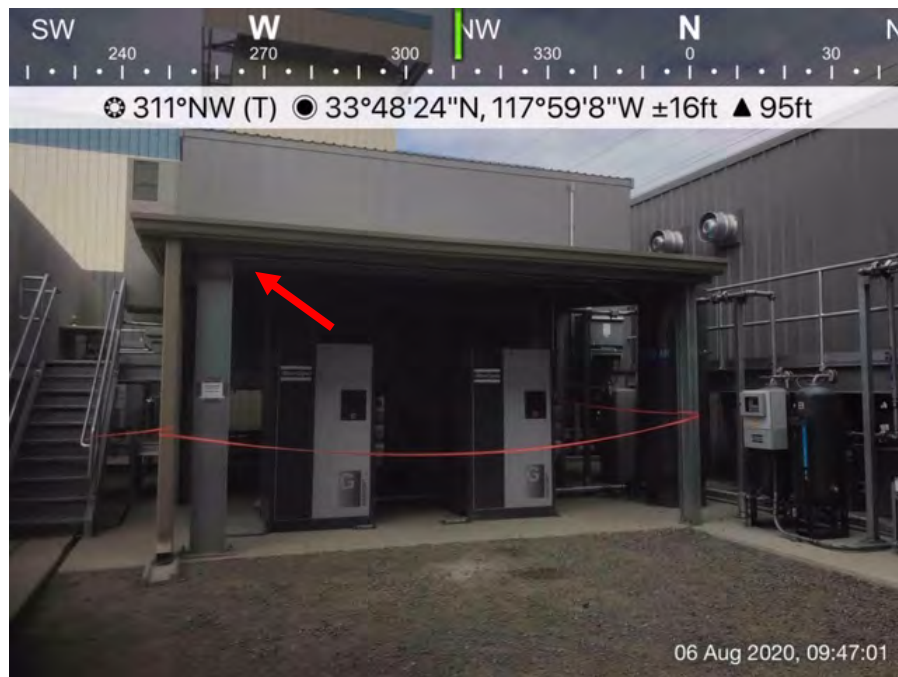 SW W NW N N
240 270 300 330 0 30
311°NW (T) 33°48'24"N, 117°59'8"W ±16ft ▲ 95ft
G G
06 Aug 2020, 09:47:01